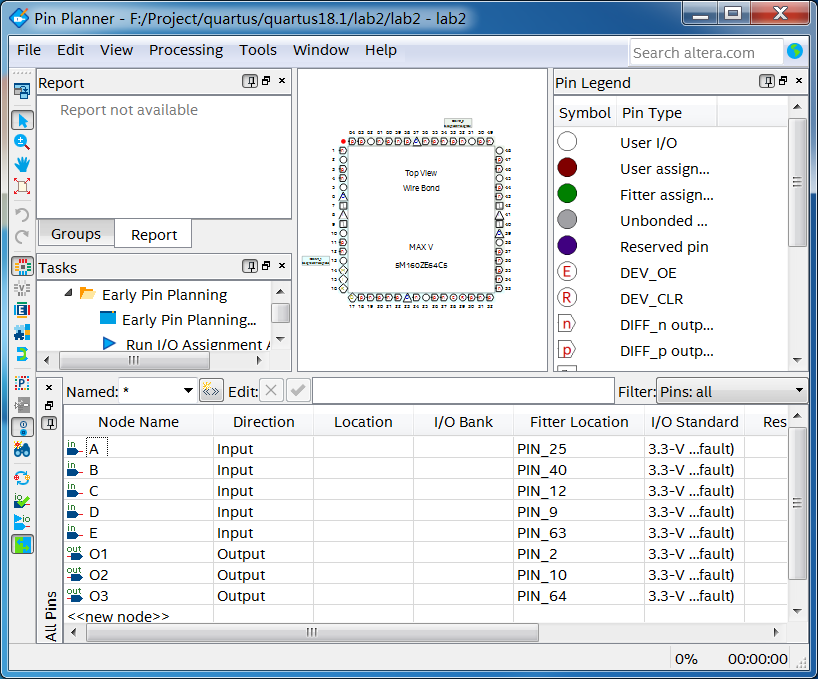 Pin Planner - F:/Project/quartus/quartus18.1/lab2/lab2 - lab2
File Edit View Processing Tools Window Help
Search altera.com
Report
Report not available
Groups Report
Tasks
Early Pin Planning
Early Pin Planning...
Run I/O Assignment A
Top View
Wire Bond
MAX V
5M160ZE64C5
Pin Legend
Symbol Pin Type
User I/O
User assign...
Fitter assign...
Unbonded ...
Reserved pin
E DEV_OE
R DEV_CLR
n DIFF_n outp...
p DIFF_p outp...
Named: * Edit: Filter: Pins: all
Node Name Direction Location I/O Bank Fitter Location I/O Standard Res
in A Input PIN_25 3.3-V ...fault)
in B Input PIN_40 3.3-V ...fault)
in C Input PIN_12 3.3-V ...fault)
in D Input PIN_9 3.3-V ...fault)
in E Input PIN_63 3.3-V ...fault)
out O1 Output PIN_2 3.3-V ...fault)
out O2 Output PIN_10 3.3-V ...fault)
out O3 Output PIN_64 3.3-V ...fault)
<<new node>>
All Pins
0% 00:00:00